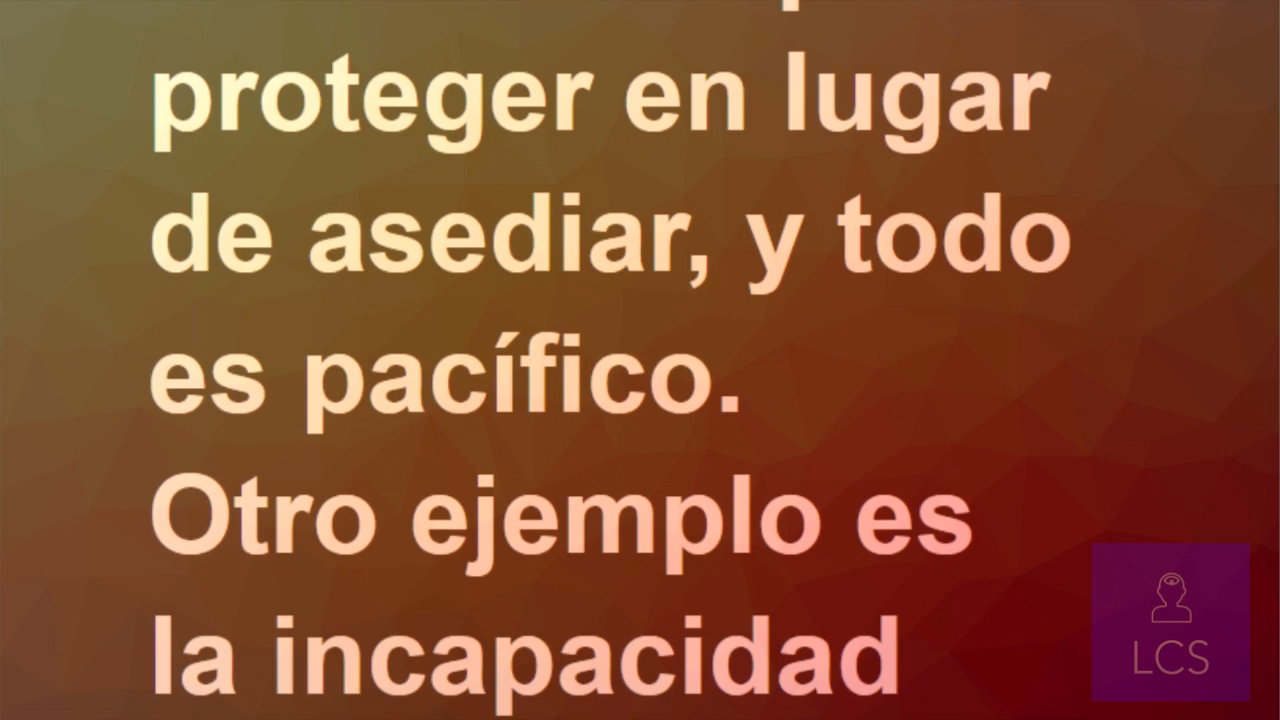 proteger en lugar
de asediar, y todo
es pacífico.
Otro ejemplo es
la incapacidad
LCS